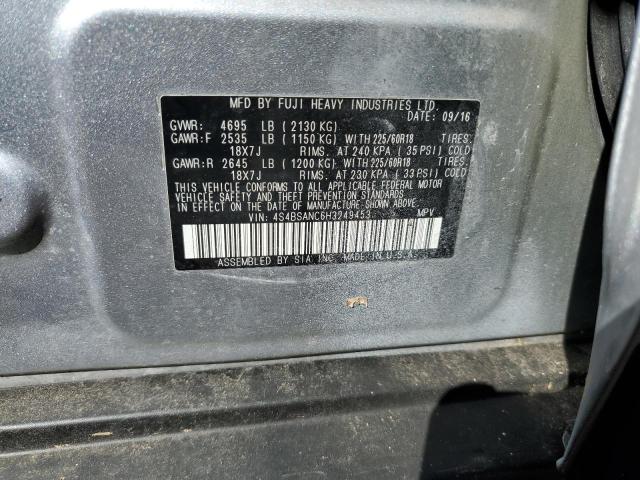 MFD BY FUJI HEAVY INDUSTRIES LTD.
DATE: 09/16
GVWR: 4695 LB (2130 KG)
GAWR:F 2535 LB (1150 KG) WITH 225/60R18 TIRES,
18X7J RIMS, AT 240 KPA (35 PSI) COLD
GAWR:R 2645 LB (1200 KG) WITH 225/60R18 TIRES,
18X7J RIMS, AT 230 KPA (33 PSI) COLD
THIS VEHICLE CONFORMS TO ALL APPLICABLE FEDERAL MOTOR
VEHICLE SAFETY, BUMPER, AND THEFT PREVENTION STANDARDS
IN EFFECT ON THE DATE OF MANUFACTURE SHOWN ABOVE.
VIN: 4S4BSANC6H3249453 MPV
ASSEMBLED BY SIA INC. MADE IN U.S.A.